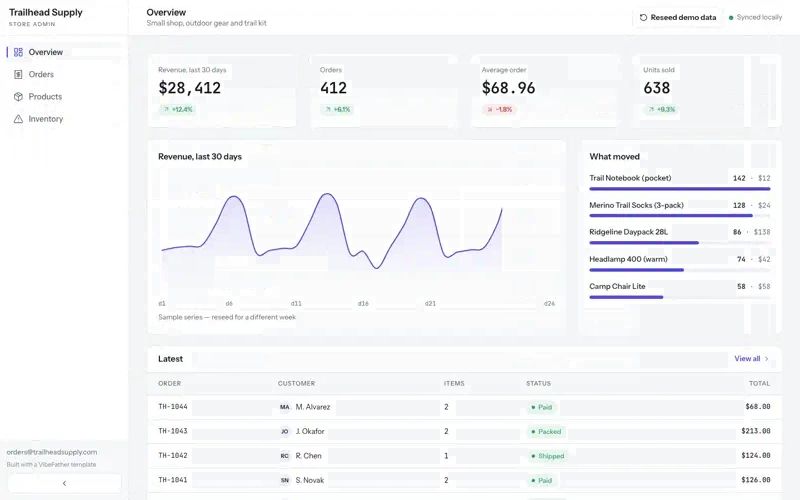 Trailhead Supply
STORE ADMIN
Overview
Orders
Products
Inventory
orders@trailheadsupply.com
Built with a VibeFather template
Overview
Small shop, outdoor gear and trail kit
Reseed demo data
Synced locally
Revenue, last 30 days
$28,412
+12.4%
Orders
412
+6.1%
Average order
$68.96
-1.8%
Units sold
638
+9.3%
Revenue, last 30 days
d1 d6 d11 d16 d21 d24
Sample series — reseed for a different week
What moved
Trail Notebook (pocket) 142 · $12
Merino Trail Socks (3-pack) 128 · $24
Ridgeline Daypack 28L 86 · $138
Headlamp 400 (warm) 74 · $42
Camp Chair Lite 58 · $58
Latest
View all
ORDER CUSTOMER ITEMS STATUS TOTAL
TH-1044 MA M. Alvarez 2 Paid $68.00
TH-1043 JO J. Okafor 2 Packed $213.00
TH-1042 RC R. Chen 1 Shipped $124.00
TH-1041 SN S. Novak 2 Paid $126.00